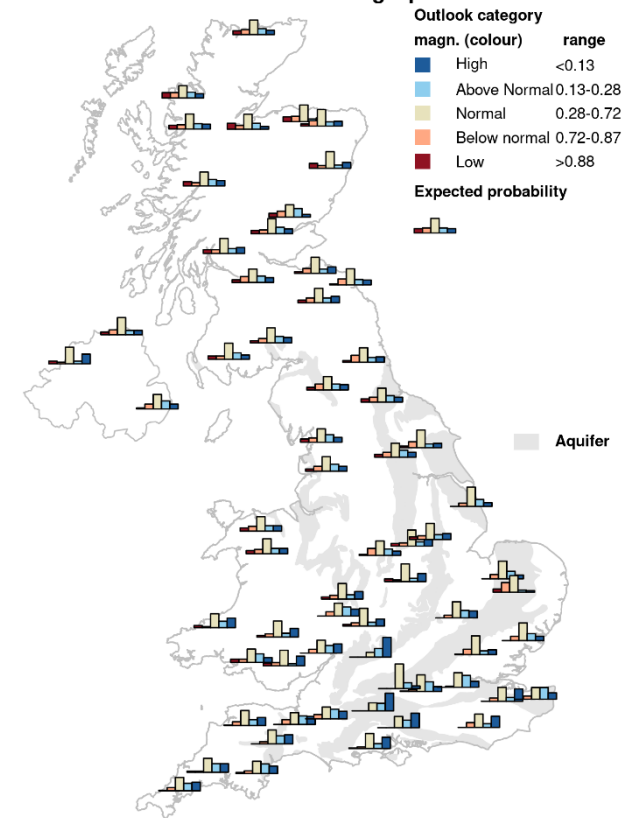 Outlook category
magn. (colour) range
High <0.13
Above Normal 0.13-0.28
Normal 0.28-0.72
Below normal 0.72-0.87
Low >0.88
Expected probability
Aquifer